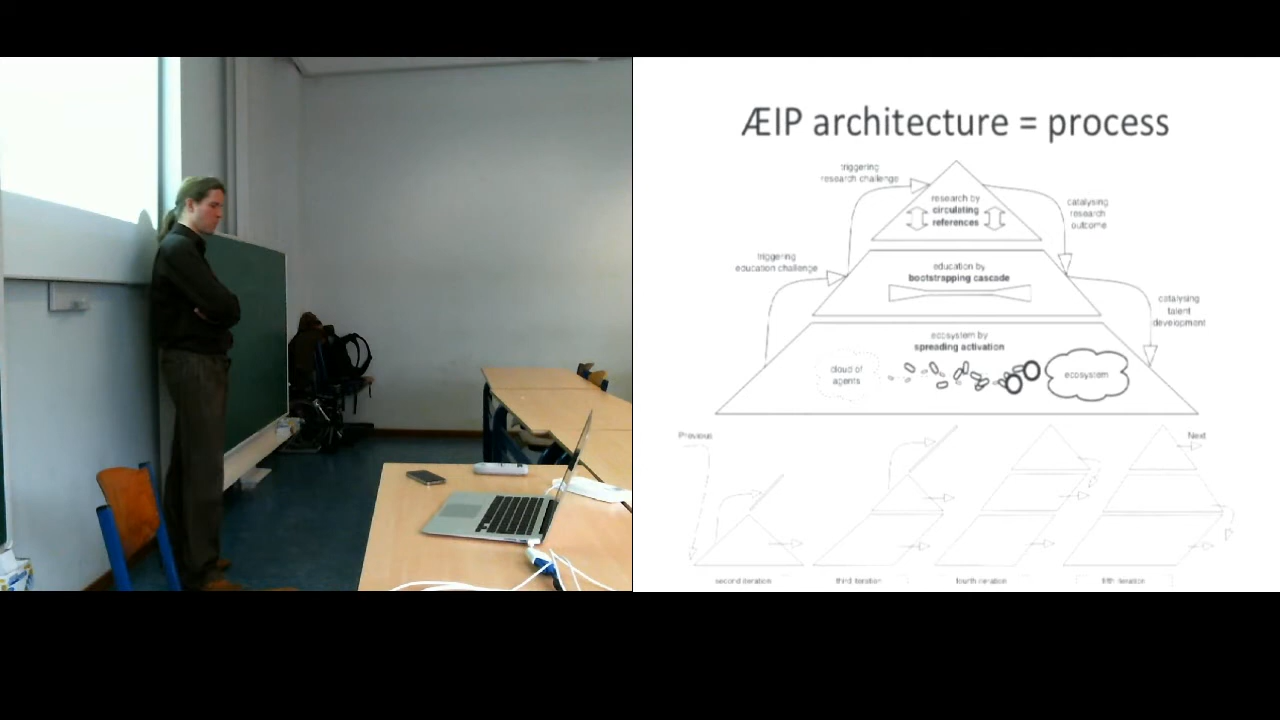 ÆIP architecture = process
triggering
research challenge
research by
circulating
references
catalysing
research
outcome
triggering
education challenge
education by
bootstrapping cascade
catalysing
talent
development
ecosystem by
spreading activation
cloud of
agents
ecosystem
Previous
Next
second iteration
third iteration
fourth iteration
fifth iteration